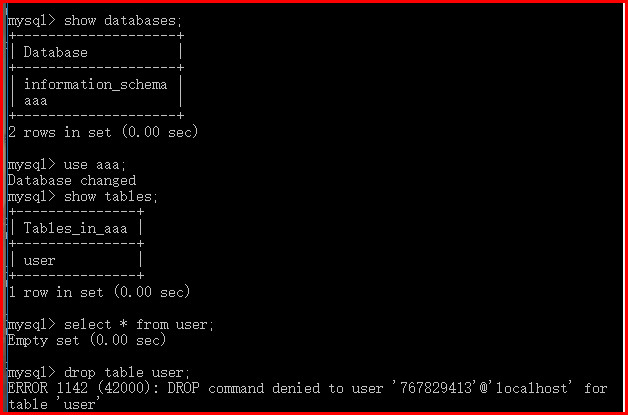 mysql> show databases;
+--------------------+
| Database           |
+--------------------+
| information_schema |
| aaa                |
+--------------------+
2 rows in set (0.00 sec)
mysql> use aaa;
Database changed
mysql> show tables;
+---------------+
| Tables_in_aaa |
+---------------+
| user          |
+---------------+
1 row in set (0.00 sec)
mysql> select * from user;
Empty set (0.00 sec)
mysql> drop table user;
ERROR 1142 (42000): DROP command denied to user '767829413'@'localhost' for
table 'user'